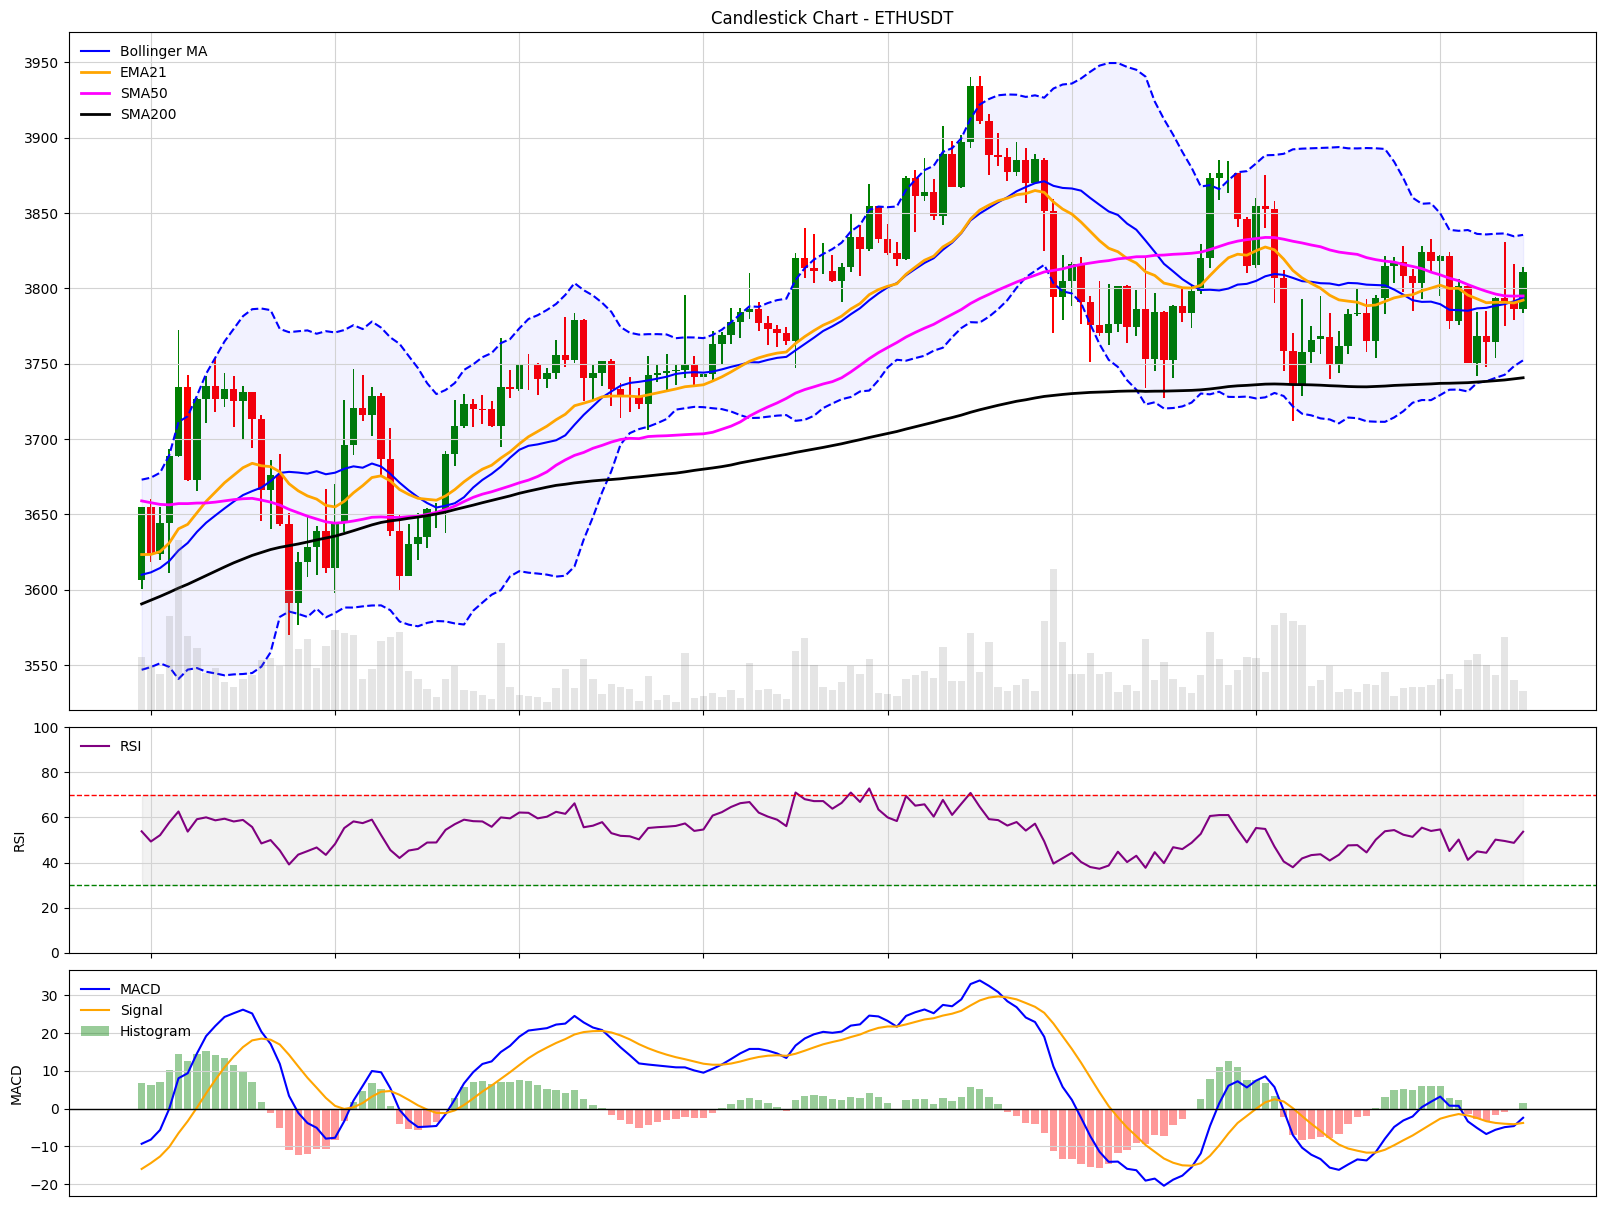 Candlestick Chart - ETHUSDT
Bollinger MA
EMA21
SMA50
SMA200
3950
3900
3850
3800
3750
3700
3650
3600
3550
RSI
100
80
60
40
20
0
RSI
MACD
Signal
Histogram
30
20
10
0
−10
−20
MACD